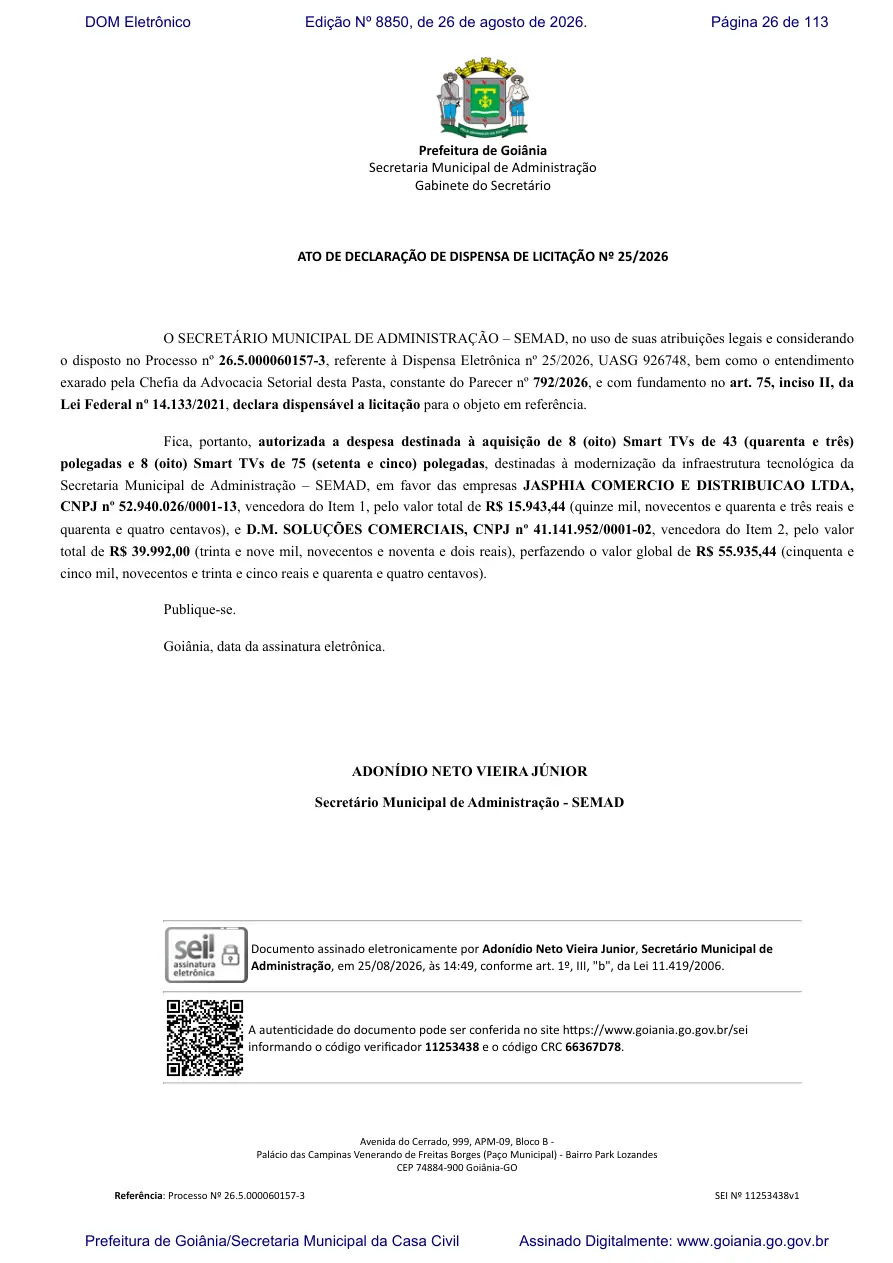 DOM Eletrônico Edição Nº 8850, de 26 de agosto de 2026. Página 26 de 113
Prefeitura de Goiânia
Secretaria Municipal de Administração
Gabinete do Secretário
ATO DE DECLARAÇÃO DE DISPENSA DE LICITAÇÃO Nº 25/2026
O SECRETÁRIO MUNICIPAL DE ADMINISTRAÇÃO – SEMAD, no uso de suas atribuições legais e considerando
o disposto no Processo nº 26.5.000060157-3, referente à Dispensa Eletrônica nº 25/2026, UASG 926748, bem como o entendimento
exarado pela Chefia da Advocacia Setorial desta Pasta, constante do Parecer nº 792/2026, e com fundamento no art. 75, inciso II, da
Lei Federal nº 14.133/2021, declara dispensável a licitação para o objeto em referência.
Fica, portanto, autorizada a despesa destinada à aquisição de 8 (oito) Smart TVs de 43 (quarenta e três)
polegadas e 8 (oito) Smart TVs de 75 (setenta e cinco) polegadas, destinadas à modernização da infraestrutura tecnológica da
Secretaria Municipal de Administração – SEMAD, em favor das empresas JASPHIA COMERCIO E DISTRIBUICAO LTDA,
CNPJ nº 52.940.026/0001-13, vencedora do Item 1, pelo valor total de R$ 15.943,44 (quinze mil, novecentos e quarenta e três reais e
quarenta e quatro centavos), e D.M. SOLUÇÕES COMERCIAIS, CNPJ nº 41.141.952/0001-02, vencedora do Item 2, pelo valor
total de R$ 39.992,00 (trinta e nove mil, novecentos e noventa e dois reais), perfazendo o valor global de R$ 55.935,44 (cinquenta e
cinco mil, novecentos e trinta e cinco reais e quarenta e quatro centavos).
Publique-se.
Goiânia, data da assinatura eletrônica.
ADONÍDIO NETO VIEIRA JÚNIOR
Secretário Municipal de Administração - SEMAD
sei!
assinatura
eletrônica
Documento assinado eletronicamente por Adonídio Neto Vieira Junior, Secretário Municipal de
Administração, em 25/08/2026, às 14:49, conforme art. 1º, III, "b", da Lei 11.419/2006.
A autenticidade do documento pode ser conferida no site https://www.goiania.go.gov.br/sei
informando o código verificador 11253438 e o código CRC 66367D78.
Avenida do Cerrado, 999, APM-09, Bloco B -
Palácio das Campinas Venerando de Freitas Borges (Paço Municipal) - Bairro Park Lozandes
CEP 74884-900 Goiânia-GO
Referência: Processo Nº 26.5.000060157-3 SEI Nº 11253438v1
Prefeitura de Goiânia/Secretaria Municipal da Casa Civil Assinado Digitalmente: www.goiania.go.gov.br